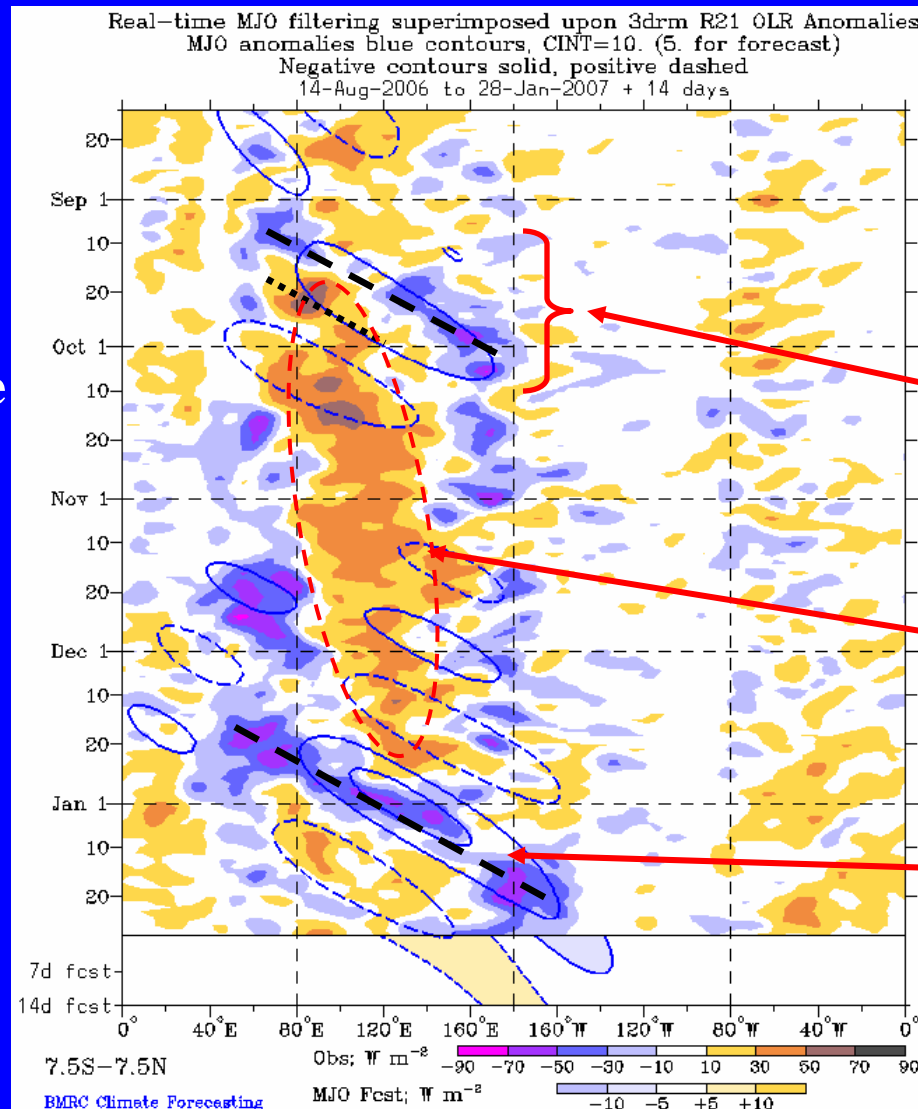 Real-time MJO filtering superimposed upon 3drm R21 OLR Anomalies
MJO anomalies blue contours, CINT=10. (5. for forecast)
Negative contours solid, positive dashed
14-Aug-2006 to 28-Jan-2007 + 14 days
20
Sep 1
10
20
Oct 1
10
20
Nov 1
10
20
Dec 1
10
20
Jan 1
10
20
7d fcst
14d fcst
0° 40°E 80°E 120°E 160°E 160°W 120°W 80°W 40°W 0°
7.5S-7.5N
Obs; W m⁻²
-90 -70 -50 -30 -10 10 30 50 70 90
MJO Fcst; W m⁻²
-10 -5 +5 +10
BMRC Climate Forecasting